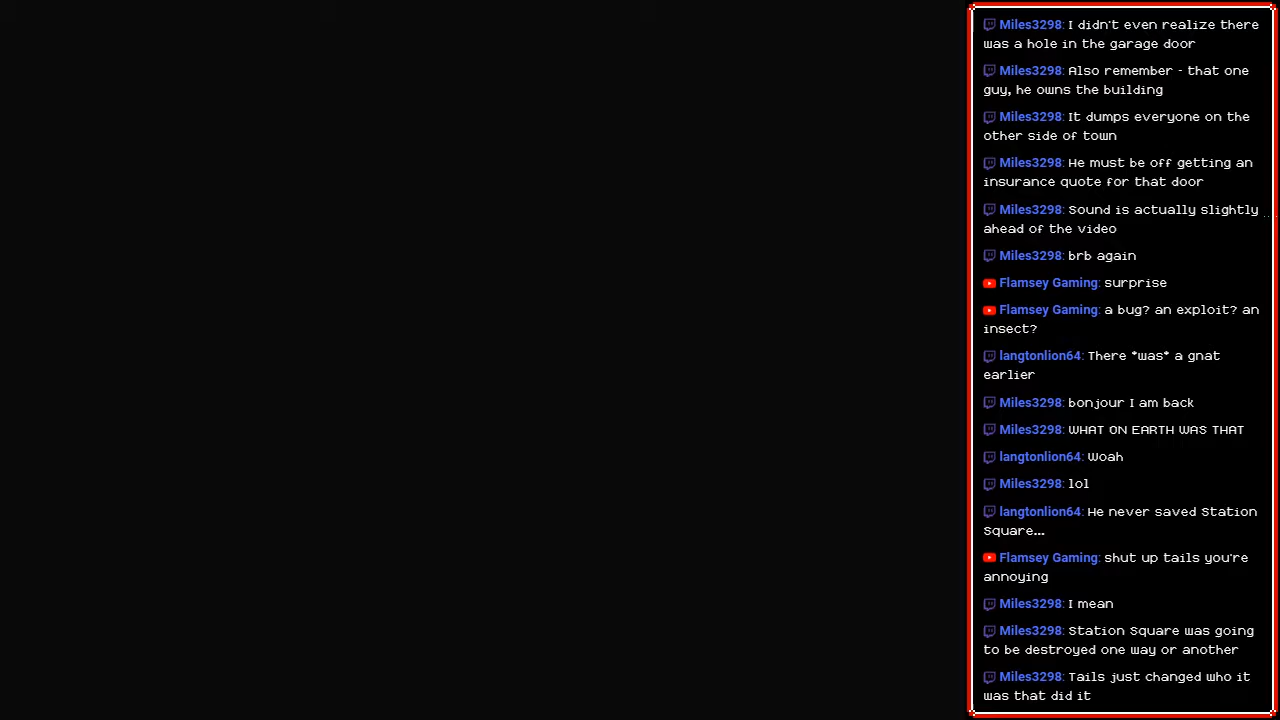 Miles3298: I didn't even realize there
was a hole in the garage door
Miles3298: Also remember - that one
guy, he owns the building
Miles3298: It dumps everyone on the
other side of town
Miles3298: He must be off getting an
insurance quote for that door
Miles3298: Sound is actually slightly
ahead of the video
Miles3298: brb again
Flamsey Gaming: surprise
Flamsey Gaming: a bug? an exploit? an
insect?
langtonlion64: There *was* a gnat
earlier
Miles3298: bonjour I am back
Miles3298: WHAT ON EARTH WAS THAT
langtonlion64: Woah
Miles3298: lol
langtonlion64: He never saved Station
Square...
Flamsey Gaming: shut up tails you're
annoying
Miles3298: I mean
Miles3298: Station Square was going
to be destroyed one way or another
Miles3298: Tails just changed who it
was that did it